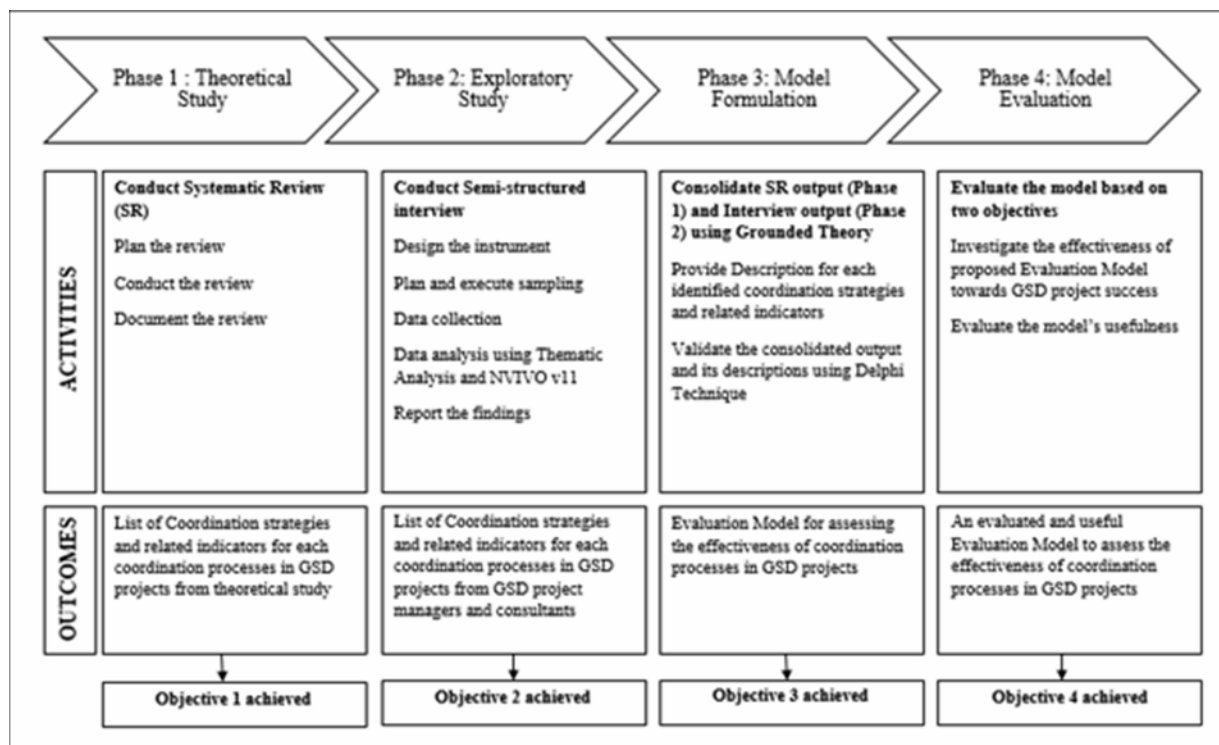 Phase 1 : Theoretical
Study
Phase 2: Exploratory
Study
Phase 3: Model
Formulation
Phase 4: Model
Evaluation
ACTIVITIES
Conduct Systematic Review
(SR)
Plan the review
Conduct the review
Document the review
Conduct Semi-structured
interview
Design the instrument
Plan and execute sampling
Data collection
Data analysis using Thematic
Analysis and NVIVO v11
Report the findings
Consolidate SR output (Phase
1) and Interview output (Phase
2) using Grounded Theory
Provide Description for each
identified coordination strategies
and related indicators
Validate the consolidated output
and its descriptions using Delphi
Technique
Evaluate the model based on
two objectives
Investigate the effectiveness of
proposed Evaluation Model
towards GSD project success
Evaluate the model's usefulness
OUTCOMES
List of Coordination strategies
and related indicators for each
coordination processes in GSD
projects from theoretical study
List of Coordination strategies
and related indicators for each
coordination processes in GSD
projects from GSD project
managers and consultants
Evaluation Model for assessing
the effectiveness of coordination
processes in GSD projects
An evaluated and useful
Evaluation Model to assess the
effectiveness of coordination
processes in GSD projects
Objective 1 achieved
Objective 2 achieved
Objective 3 achieved
Objective 4 achieved